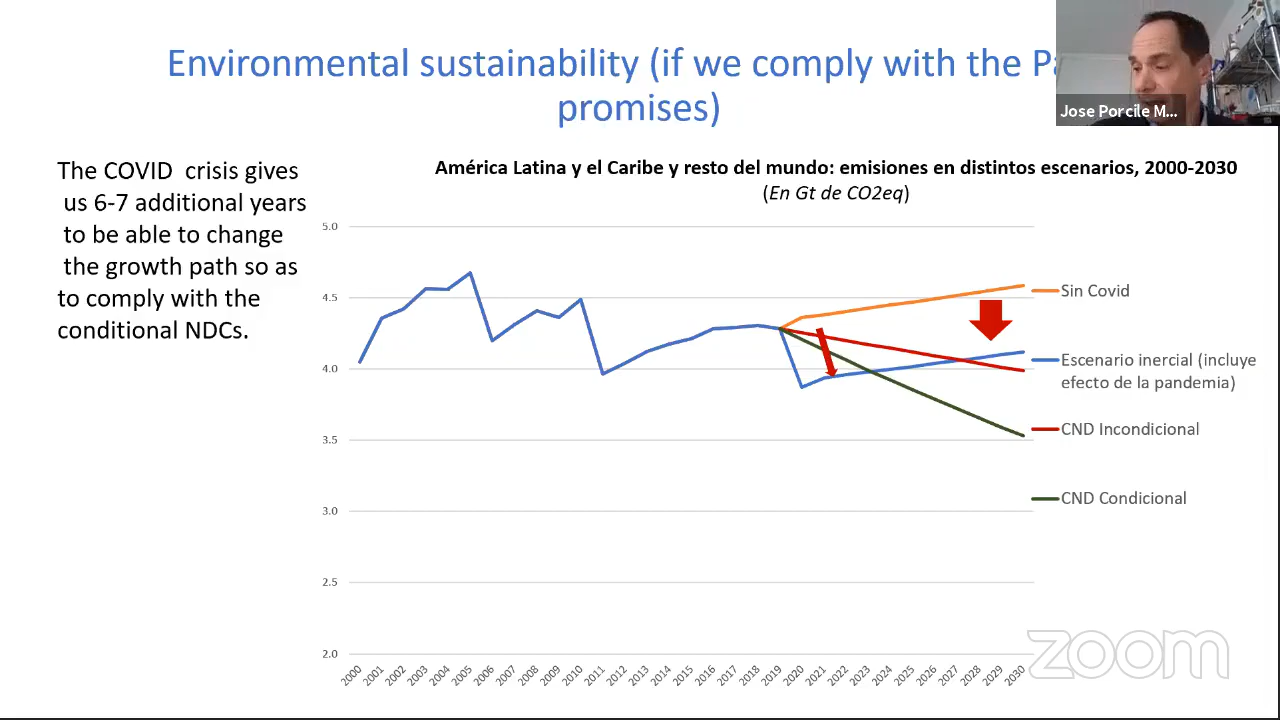 Environmental sustainability (if we comply with the
promises)
Jose Porcile M...
The COVID crisis gives
us 6-7 additional years
to be able to change
the growth path so as
to comply with the
conditional NDCs.
América Latina y el Caribe y resto del mundo: emisiones en distintos escenarios, 2000-2030
(En Gt de CO2eq)
5.0
4.5
4.0
3.5
3.0
2.5
2.0
Sin Covid
Escenario inercial (incluye
efecto de la pandemia)
CND Incondicional
CND Condicional
2000 2001 2002 2003 2004 2005 2006 2007 2008 2009 2010 2011 2012 2013 2014 2015 2016 2017 2018 2019 2020 2021 2022 2023 2024 2025 2026 2027 2028 2029 2030
zoom